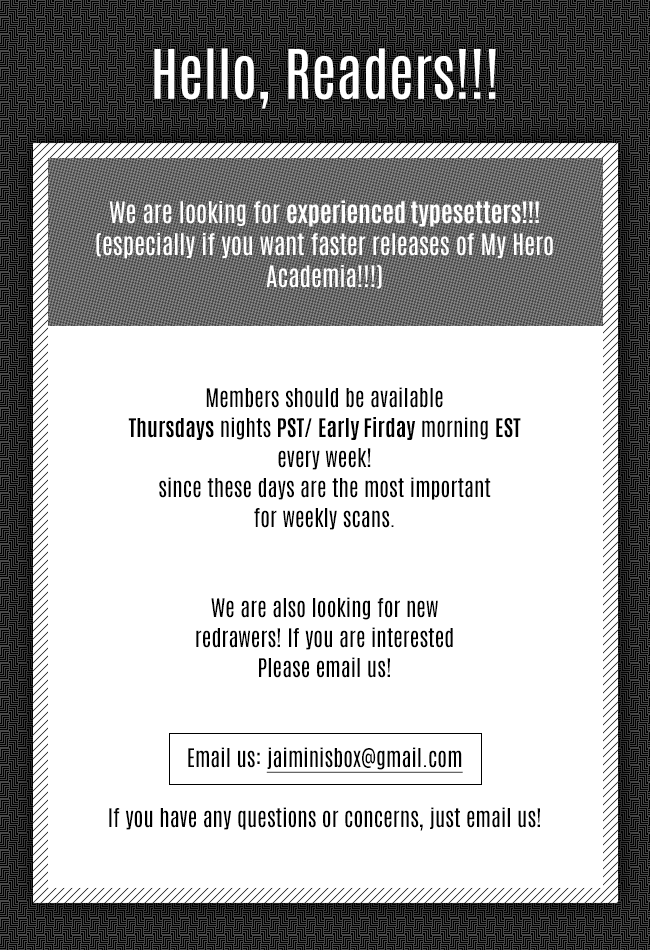 Hello, Readers!!!
We are looking for experienced typesetters!!!
(especially if you want faster releases of My Hero
Academia!!!)
Members should be available
Thursdays nights PST/ Early Firday morning EST
every week!
since these days are the most important
for weekly scans.
We are also looking for new
redrawers! If you are interested
Please email us!
Email us: jaiminisbox@gmail.com
If you have any questions or concerns, just email us!